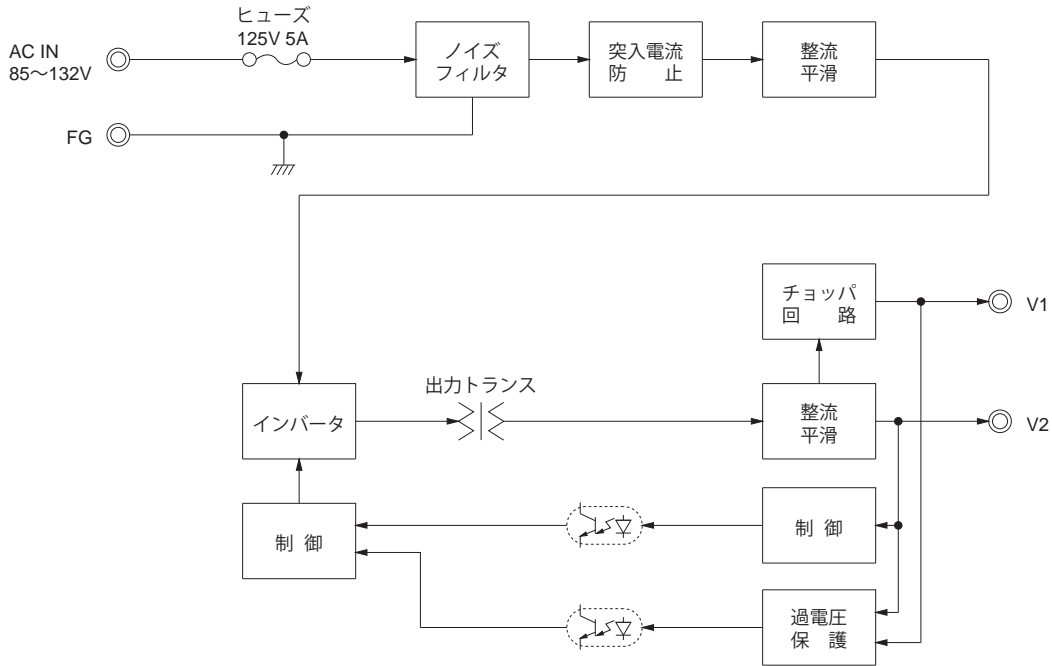 ヒューズ
125V 5A
AC IN
85〜132V
ノイズ
フィルタ
突入電流
防　止
整流
平滑
FG
チョッパ
回　路
V1
出力トランス
インバータ
整流
平滑
V2
制 御
制 御
過電圧
保　護